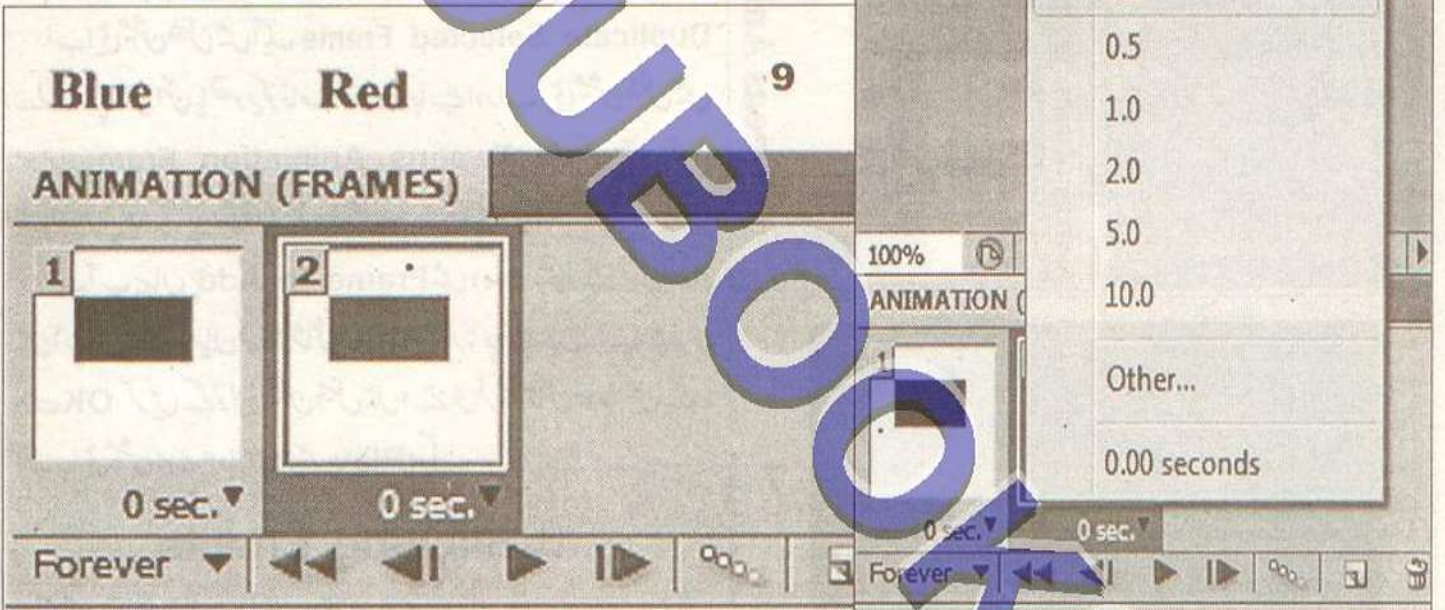 Blue Red 9
ANIMATION (FRAMES)
1 2
0 sec. 0 sec.
Forever
0.5
1.0
2.0
5.0
10.0
Other...
0.00 seconds
100%
ANIMATION (
1
0 sec. 0 sec.
Forever
UBOOK